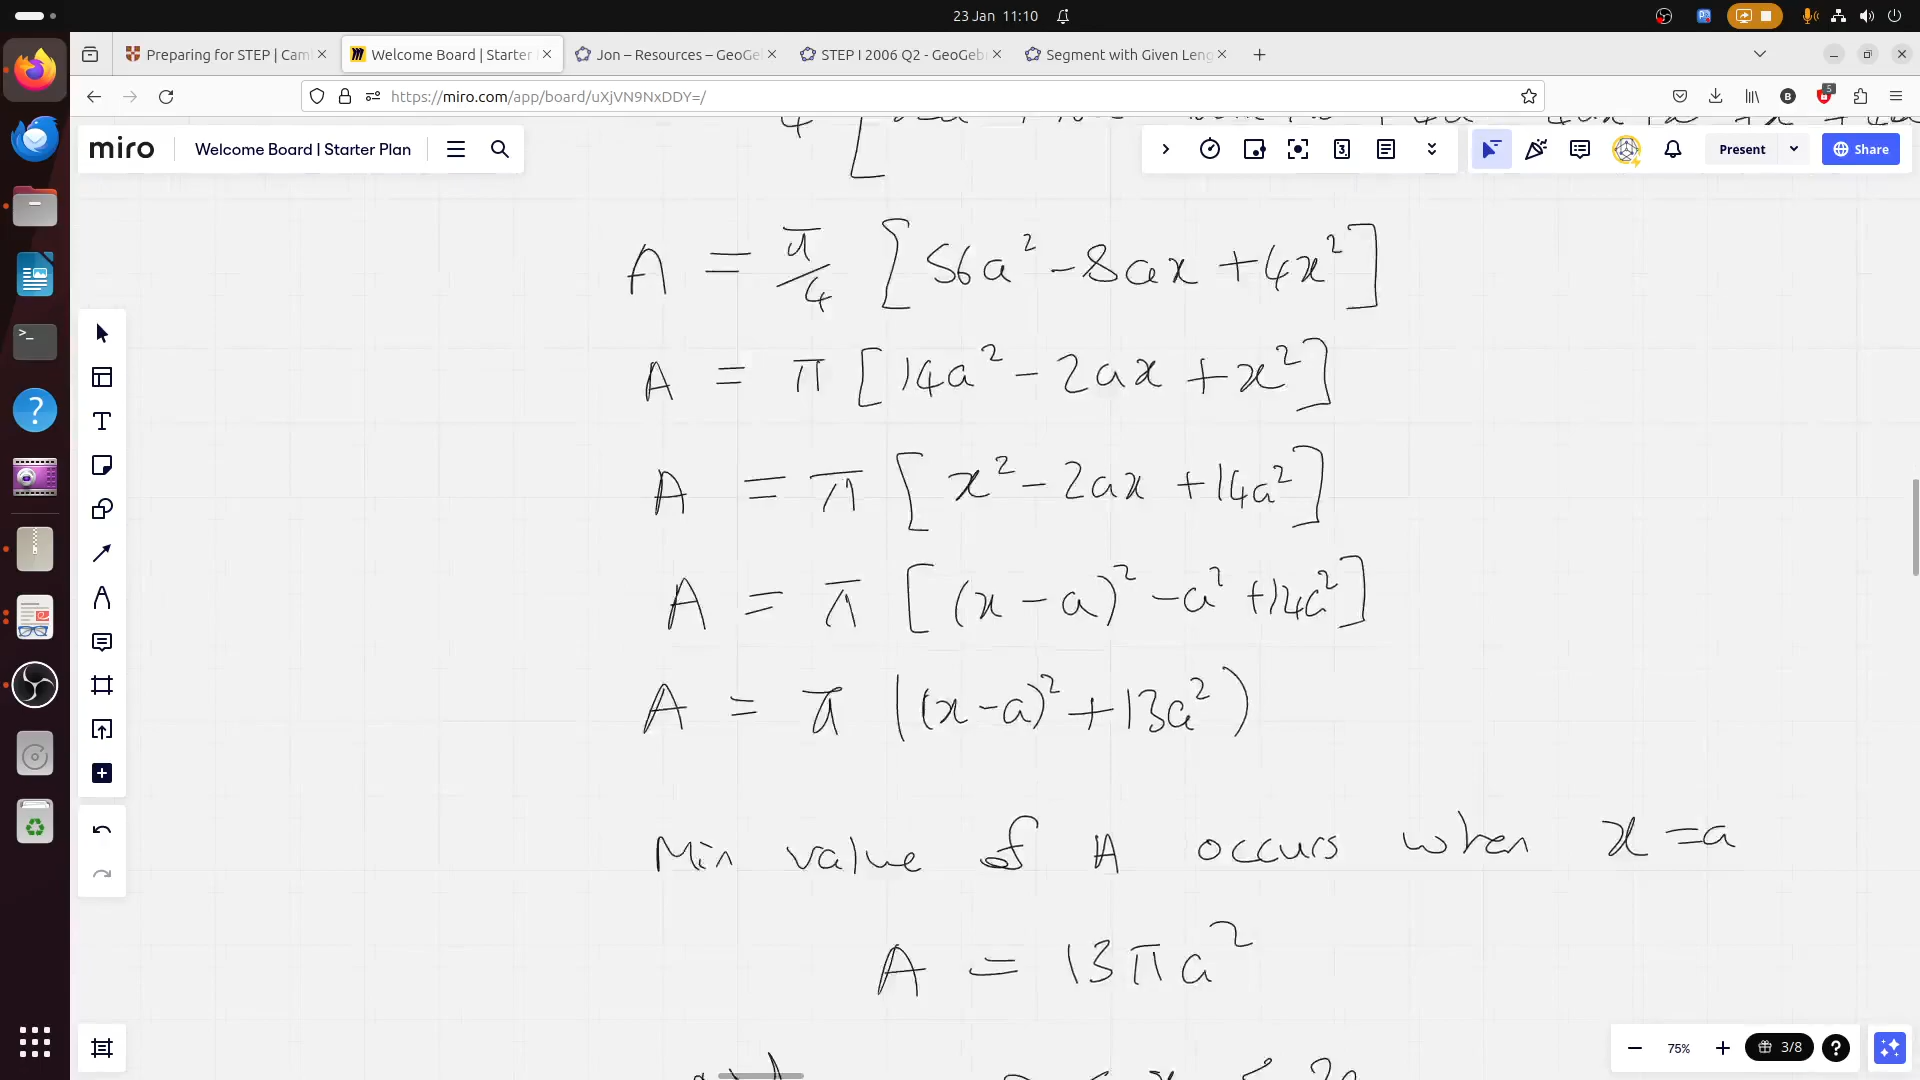 23 Jan 11:10
Preparing for STEP | Cam
Welcome Board | Starter
Jon – Resources – GeoGel
STEP I 2006 Q2 - GeoGeb
Segment with Given Leng
https://miro.com/app/board/uXjVN9NxDDY=/
5
miro Welcome Board | Starter Plan
Present Share
A = π/4 [56a² - 8ax + 4x²]
A = π [14a² - 2ax + x²]
A = π [x² - 2ax + 14a²]
A = π [(x - a)² - a² + 14a²]
A = π ((x-a)² + 13a²)
Min value of A occurs when x = a
A = 13πa²
75% 3/8